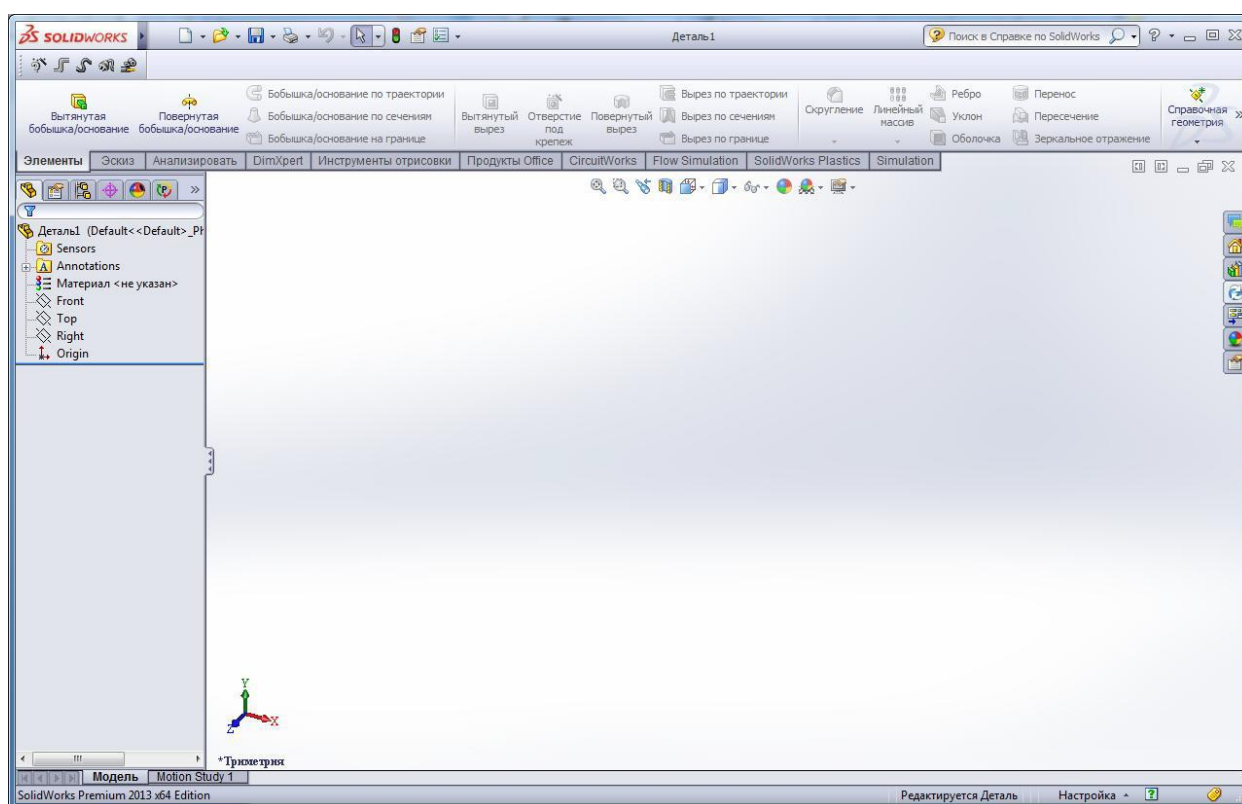 SOLIDWORKS
Деталь1
Поиск в Справке по SolidWorks
Вытянутая бобышка/основание
Повернутая бобышка/основание
Бобышка/основание по траектории
Бобышка/основание по сечениям
Бобышка/основание на границе
Вытянутый вырез
Отверстие под крепеж
Повернутый вырез
Вырез по траектории
Вырез по сечениям
Вырез по границе
Скругление
Линейный массив
Ребро
Уклон
Оболочка
Перенос
Пересечение
Зеркальное отражение
Справочная геометрия
Элементы Эскиз Анализировать DimXpert Инструменты отрисовки Продукты Office CircuitWorks Flow Simulation SolidWorks Plastics Simulation
Деталь1 (Default<<Default>_Ph
Sensors
Annotations
Материал <не указан>
Front
Top
Right
Origin
Y
X
Z
*Триметрия
Модель Motion Study 1
SolidWorks Premium 2013 x64 Edition
Редактируется Деталь Настройка